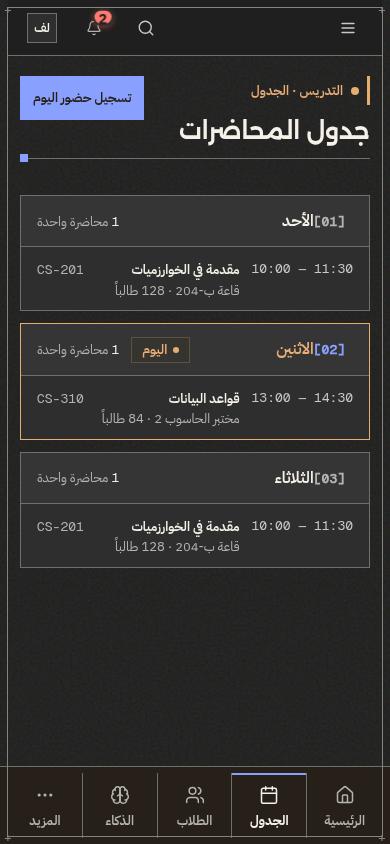 2
لف
التدريس · الجدول
جدول المحاضرات
تسجيل حضور اليوم
[01] الأحد
1 محاضرة واحدة
10:00 – 11:30
مقدمة في الخوارزميات
CS-201
قاعة ب-204 · 128 طالباً
[02] الاثنين
اليوم
1 محاضرة واحدة
13:00 – 14:30
قواعد البيانات
CS-310
مختبر الحاسوب 2 · 84 طالباً
[03] الثلاثاء
1 محاضرة واحدة
10:00 – 11:30
مقدمة في الخوارزميات
CS-201
قاعة ب-204 · 128 طالباً
الرئيسية
الجدول
الطلاب
الذكاء
المزيد